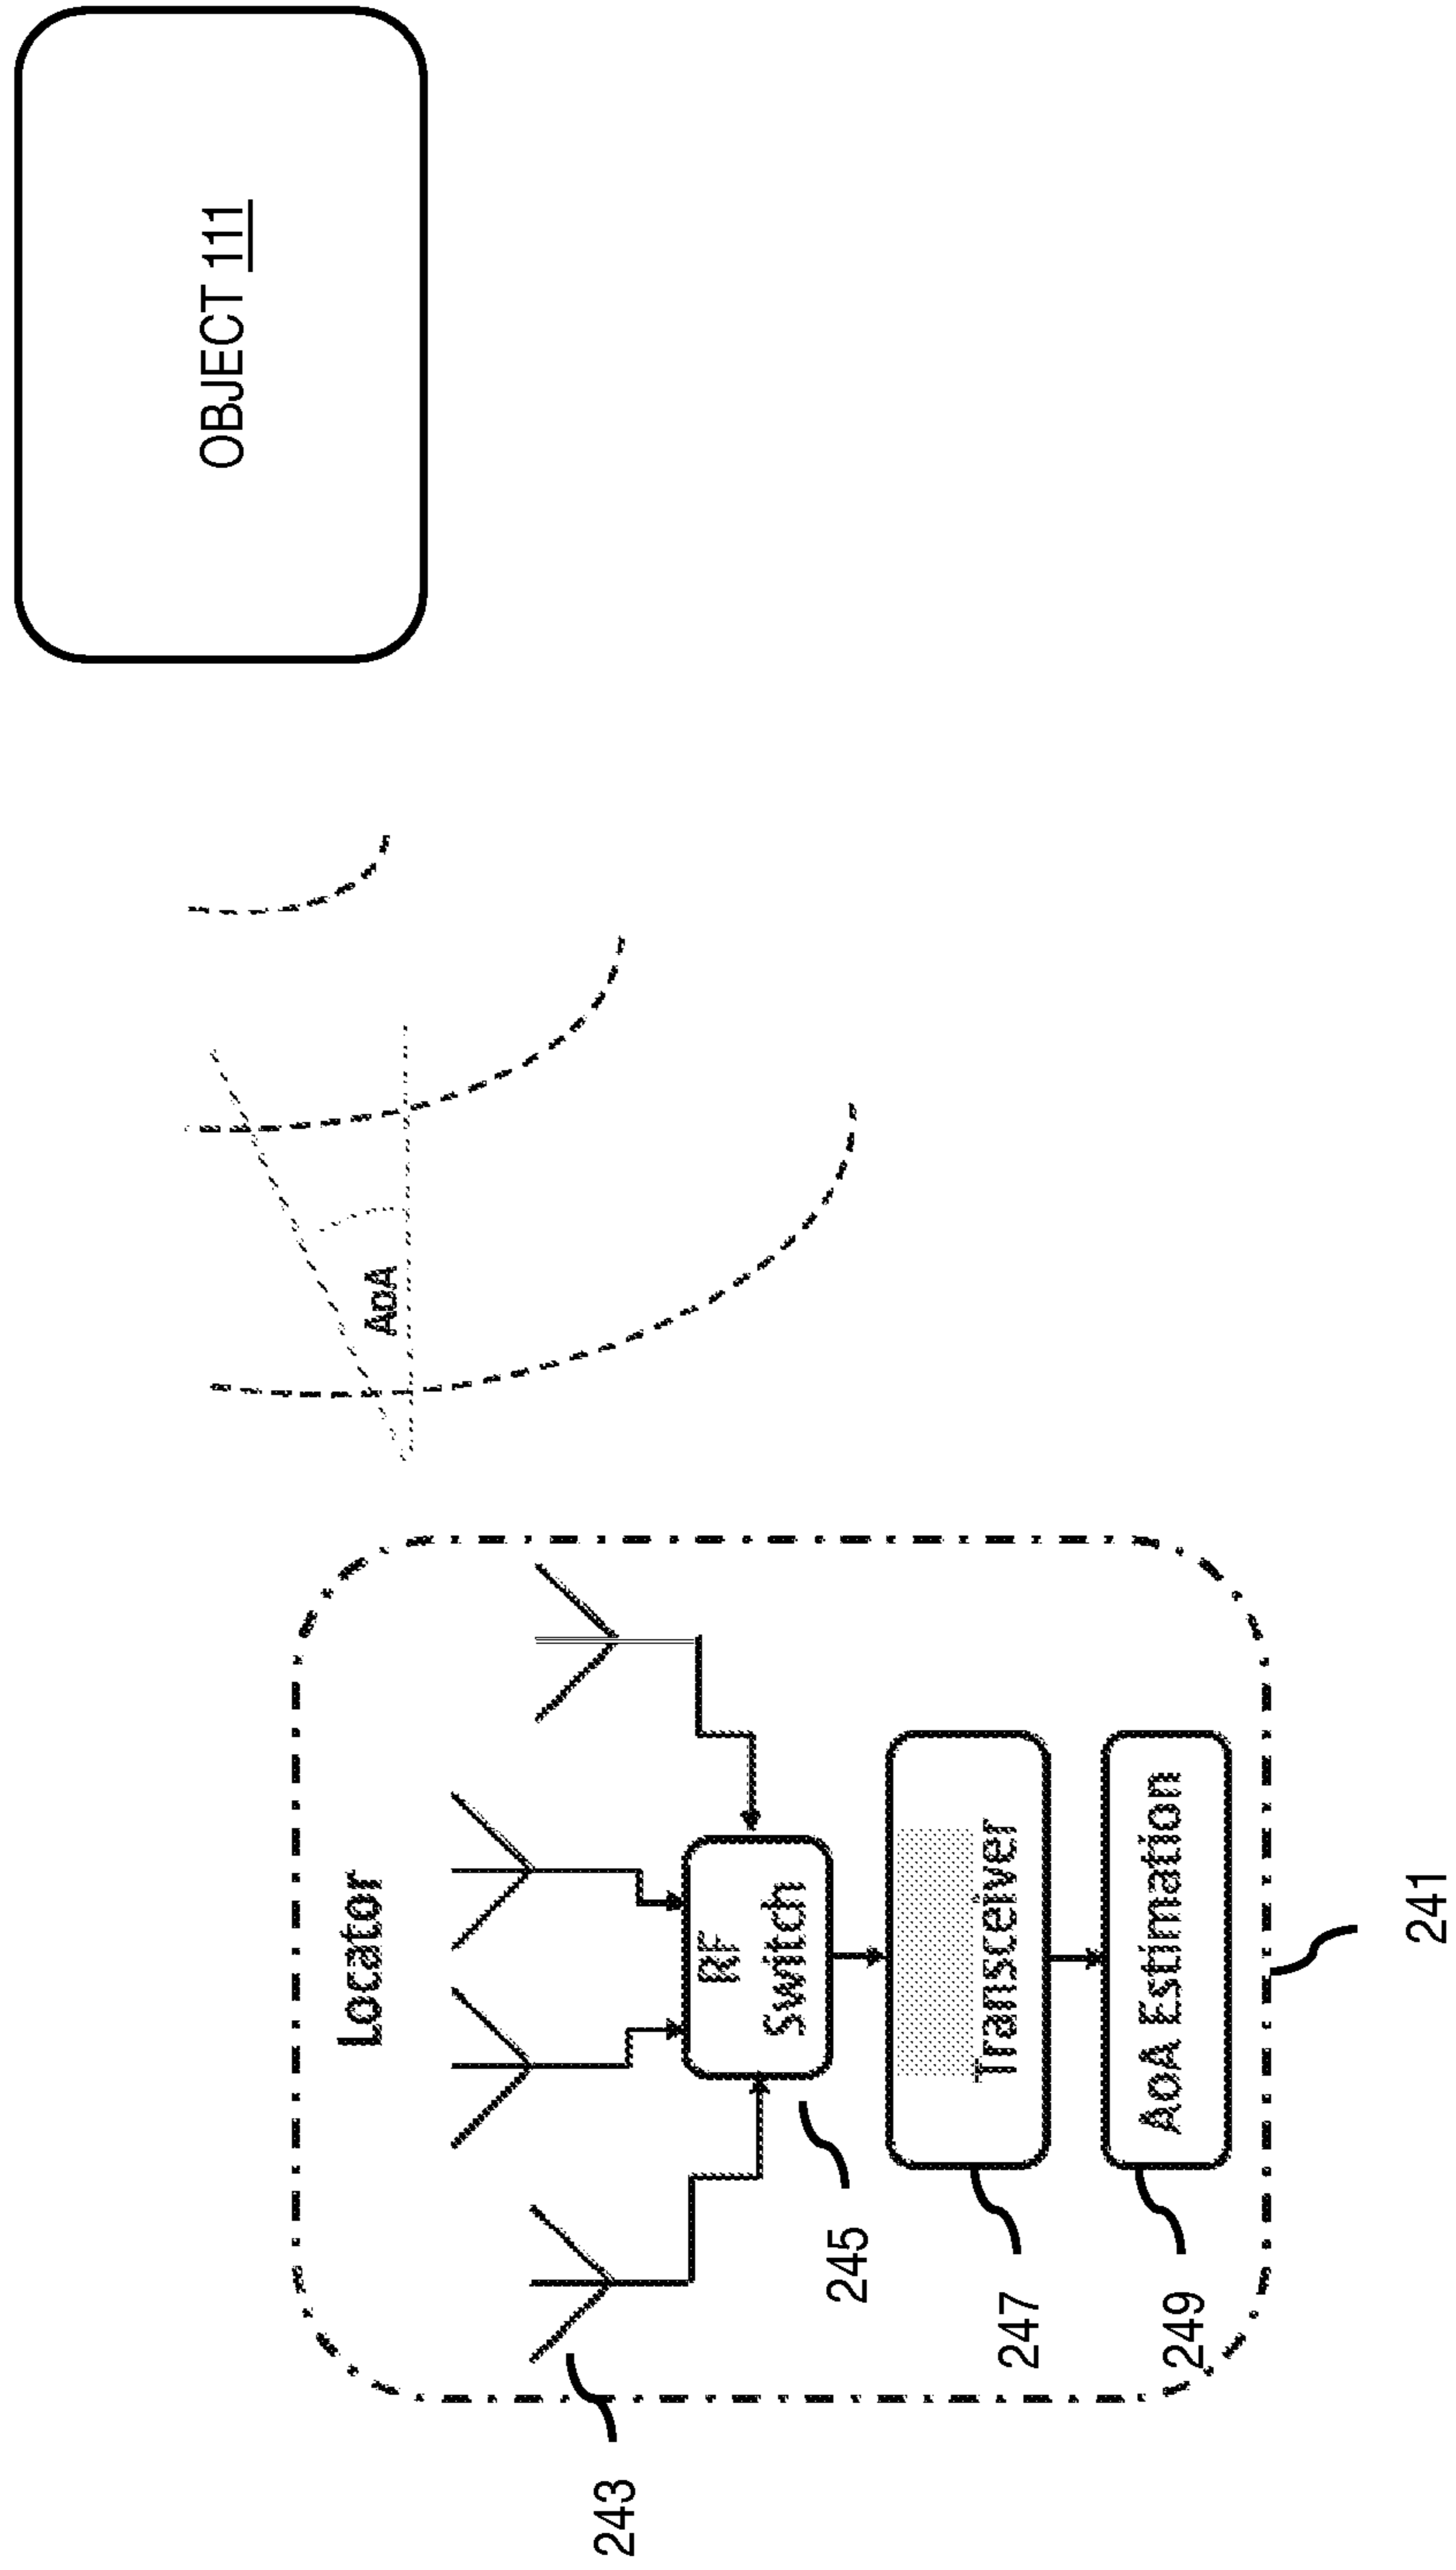 OBJECT 111
AoA
Locator
RF
Switch
Transceiver
AoA Estimation
243
245
247
249
241